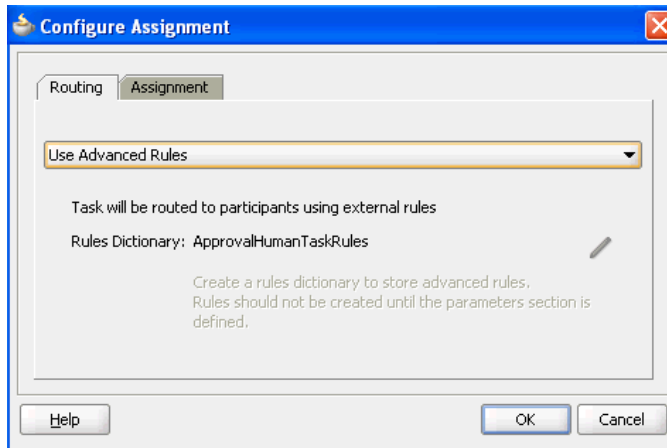 Configure Assignment
Routing
Assignment
Use Advanced Rules
Task will be routed to participants using external rules
Rules Dictionary: ApprovalHumanTaskRules
Create a rules dictionary to store advanced rules.
Rules should not be created until the parameters section is
defined.
Help
OK
Cancel